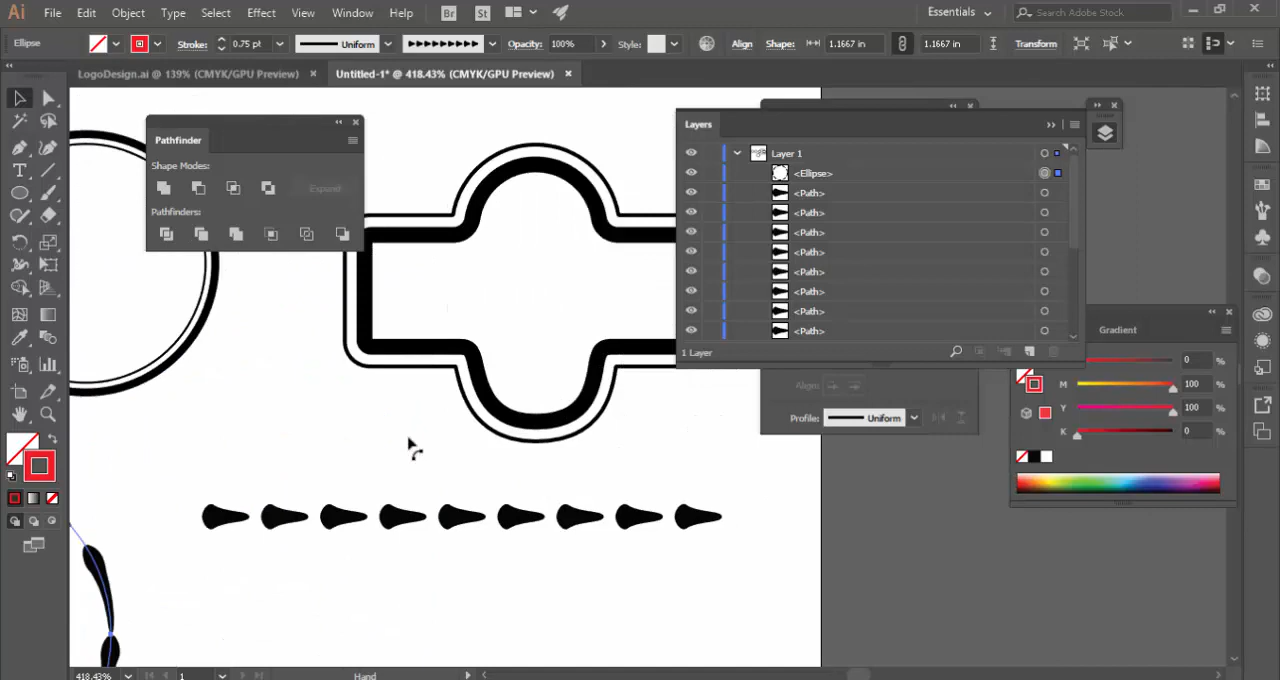 Ai File Edit Object Type Select Effect View Window Help Br St Essentials Search Adobe Stock
Ellipse Stroke: 0.75 pt Uniform Opacity: 100% Style: Align Shape: 1.1667 in 1.1667 in Transform
LogoDesign.ai @ 139% (CMYK/GPU Preview) Untitled-1* @ 418.43% (CMYK/GPU Preview)
Pathfinder
Shape Modes:
Expand
Pathfinders:
Layers
Layer 1
<Ellipse>
<Path>
<Path>
<Path>
<Path>
<Path>
<Path>
<Path>
<Path>
1 Layer
Align:
Profile: Uniform
Gradient
0 %
M 100 %
Y 100 %
K 0 %
418.43% 1 Hand